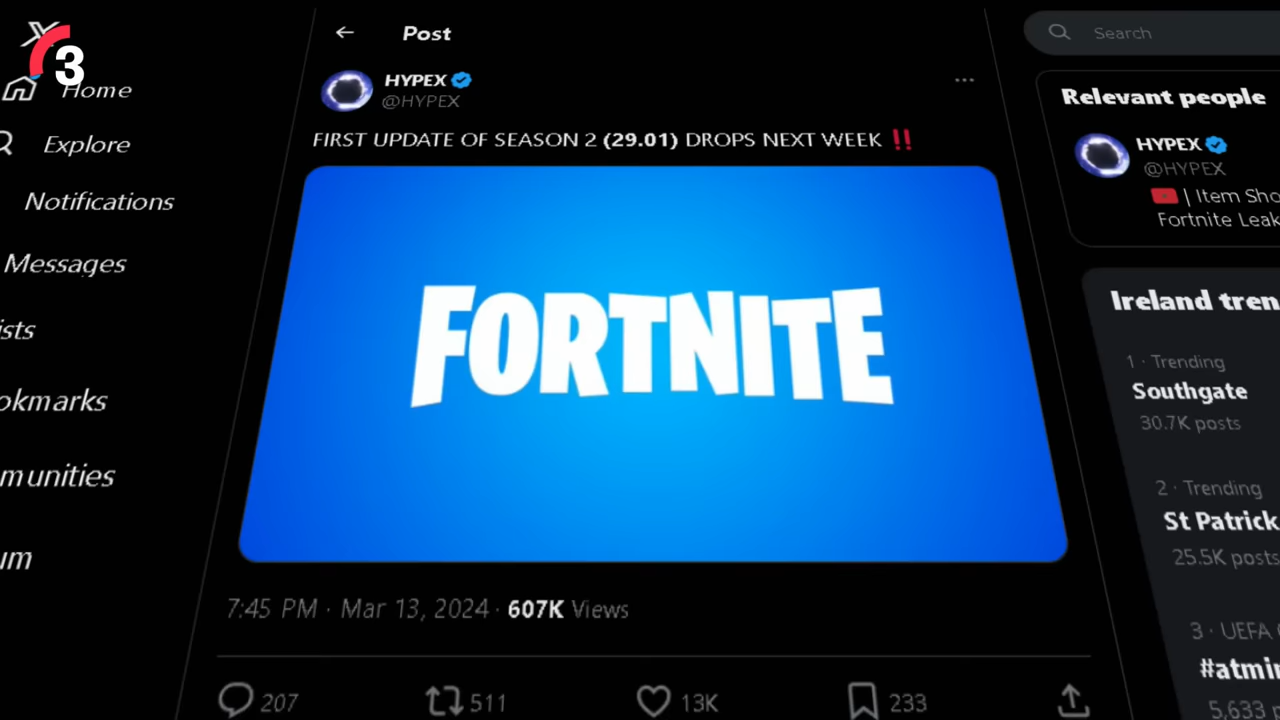 3
Home
Explore
Notifications
Messages
ists
okmarks
munities
um
Post
HYPEX
@HYPEX
FIRST UPDATE OF SEASON 2 (29.01) DROPS NEXT WEEK ‼️
FORTNITE
7:45 PM · Mar 13, 2024 · 607K Views
207 511 13K 233
Search
Relevant people
HYPEX
@HYPEX
| Item Sho
Fortnite Leak
Ireland tren
1 · Trending
Southgate
30.7K posts
2 · Trending
St Patrick
25.5K posts
3 · UEFA
#atmi
5,633